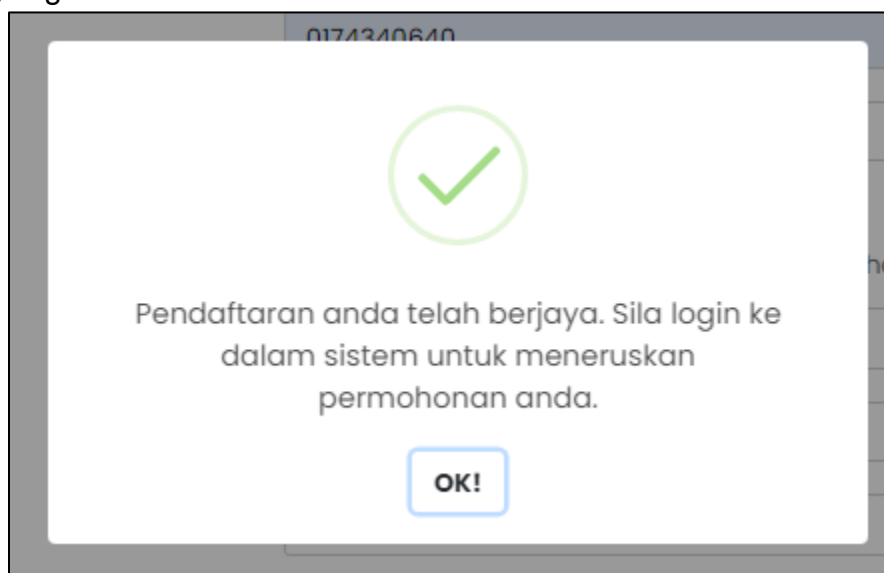 0174340640
Pendaftaran anda telah berjaya. Sila login ke
dalam sistem untuk meneruskan
permohonan anda.
OK!